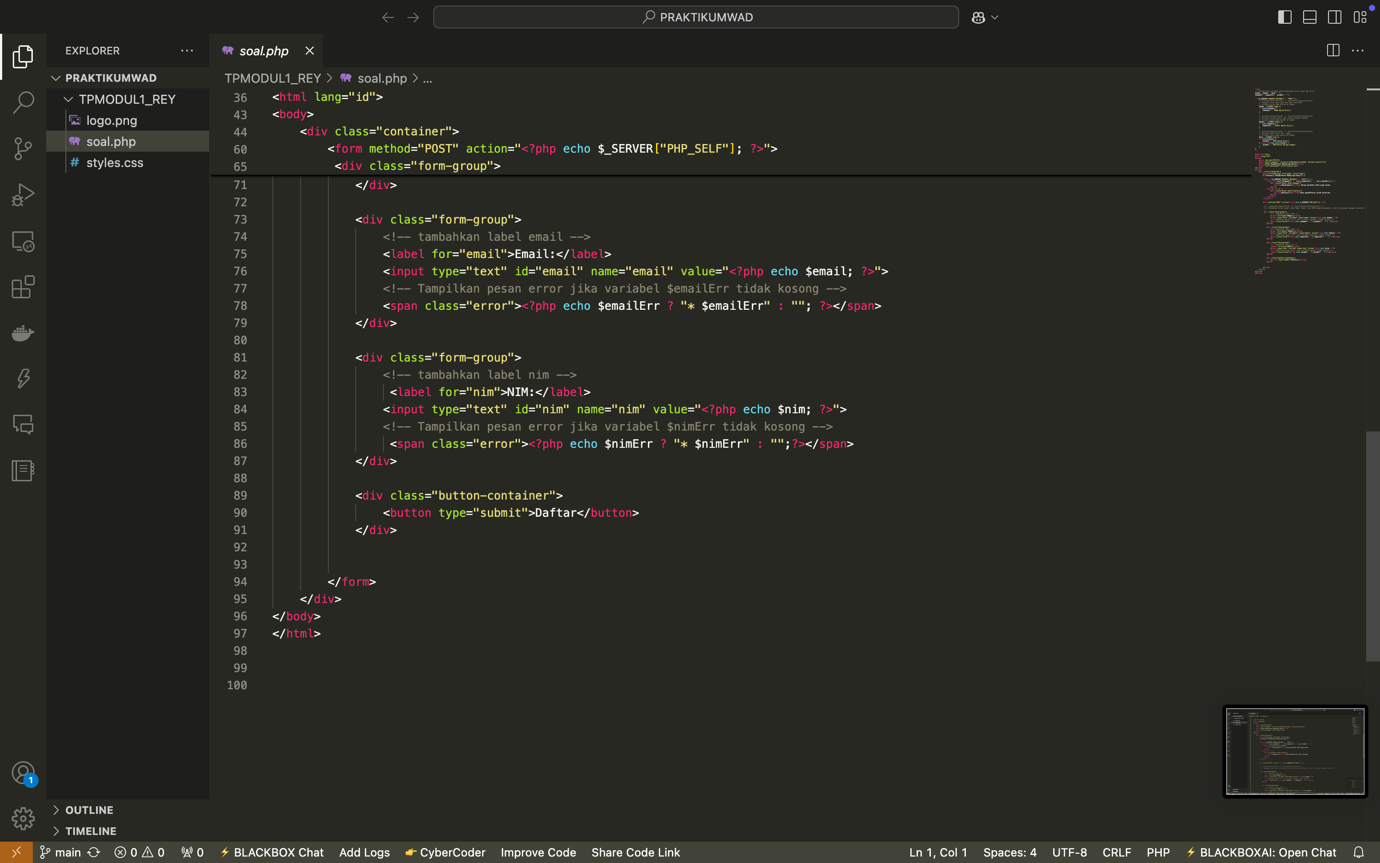 PRAKTIKUMWAD
EXPLORER
soal.php
PRAKTIKUMWAD
TPMODUL1_REY
logo.png
soal.php
# styles.css
TPMODUL1_REY > soal.php > ...
36 <html lang="id">
43 <body>
44 <div class="container">
60 <form method="POST" action="<?php echo $_SERVER["PHP_SELF"]; ?>">
65 <div class="form-group">
71 </div>
72
73 <div class="form-group">
74 <!-- tambahkan label email -->
75 <label for="email">Email:</label>
76 <input type="text" id="email" name="email" value="<?php echo $email; ?>">
77 <!-- Tampilkan pesan error jika variabel $emailErr tidak kosong -->
78 <span class="error"><?php echo $emailErr ? "* $emailErr" : ""; ?></span>
79 </div>
80
81 <div class="form-group">
82 <!-- tambahkan label nim -->
83 <label for="nim">NIM:</label>
84 <input type="text" id="nim" name="nim" value="<?php echo $nim; ?>">
85 <!-- Tampilkan pesan error jika variabel $nimErr tidak kosong -->
86 <span class="error"><?php echo $nimErr ? "* $nimErr" : "";?></span>
87 </div>
88
89 <div class="button-container">
90 <button type="submit">Daftar</button>
91 </div>
92
93
94 </form>
95 </div>
96 </body>
97 </html>
98
99
100
1
OUTLINE
TIMELINE
main 0 0 0 BLACKBOX Chat Add Logs CyberCoder Improve Code Share Code Link Ln 1, Col 1 Spaces: 4 UTF-8 CRLF PHP BLACKBOXAI: Open Chat